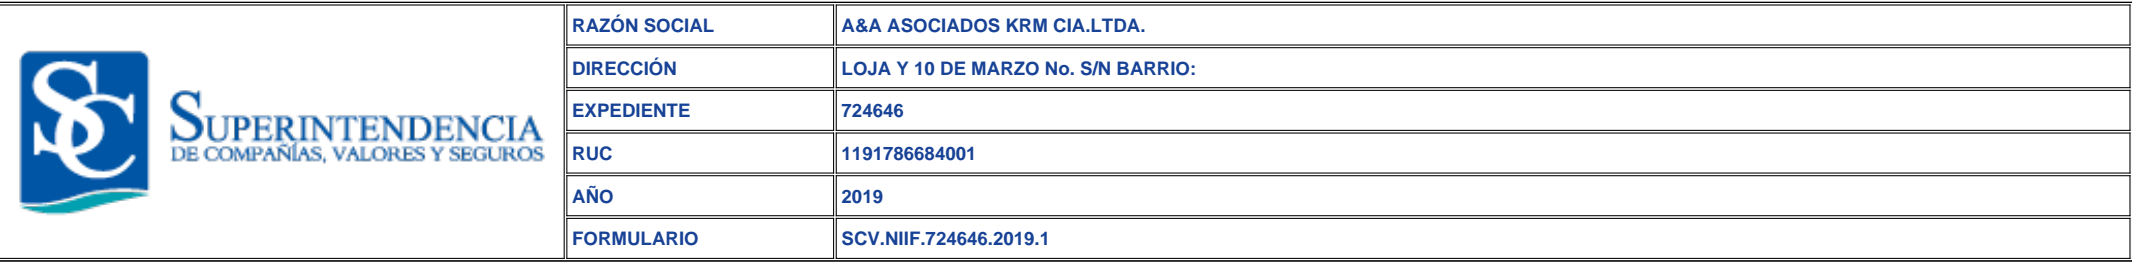 SC
SUPERINTENDENCIA
DE COMPAÑÍAS, VALORES Y SEGUROS
RAZÓN SOCIAL A&A ASOCIADOS KRM CIA.LTDA.
DIRECCIÓN LOJA Y 10 DE MARZO No. S/N BARRIO:
EXPEDIENTE 724646
RUC 1191786684001
AÑO 2019
FORMULARIO SCV.NIIF.724646.2019.1